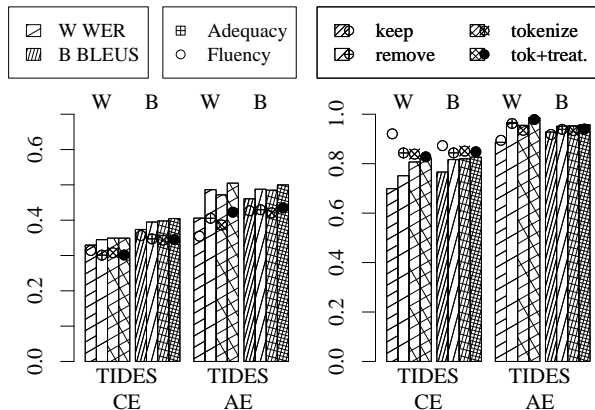 W WER
B BLEUS
Adequacy
Fluency
keep
remove
tokenize
tok+treat.
W B W B
0.0 0.2 0.4 0.6
TIDES TIDES
CE AE
W B W B
0.0 0.2 0.4 0.6 0.8 1.0
TIDES TIDES
CE AE